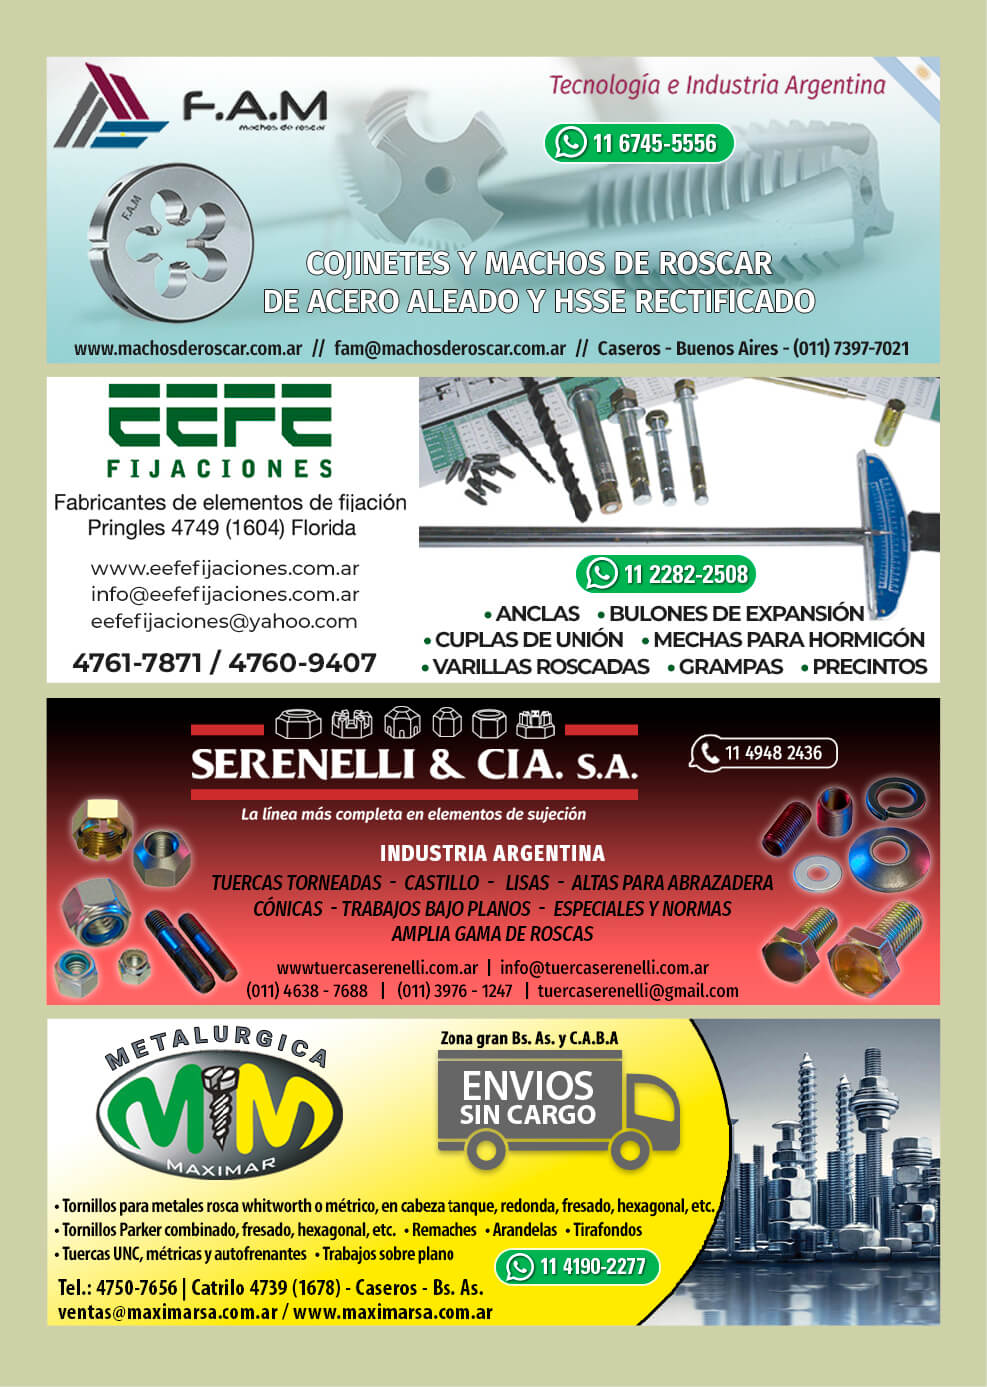 F.A.M
machos de roscar
Tecnología e Industria Argentina
11 6745-5556
F.A.M
COJINETES Y MACHOS DE ROSCAR
DE ACERO ALEADO Y HSSE RECTIFICADO
www.machosderoscar.com.ar // fam@machosderoscar.com.ar // Caseros - Buenos Aires - (011) 7397-7021
EEFE
FIJACIONES
Fabricantes de elementos de fijación
Pringles 4749 (1604) Florida
www.eefefijaciones.com.ar
info@eefefijaciones.com.ar
eefefijaciones@yahoo.com
4761-7871 / 4760-9407
11 2282-2508
• ANCLAS • BULONES DE EXPANSIÓN
• CUPLAS DE UNIÓN • MECHAS PARA HORMIGÓN
• VARILLAS ROSCADAS • GRAMPAS • PRECINTOS
SERENELLI & CIA. S.A.
11 4948 2436
La línea más completa en elementos de sujeción
INDUSTRIA ARGENTINA
TUERCAS TORNEADAS - CASTILLO - LISAS - ALTAS PARA ABRAZADERA
CÓNICAS - TRABAJOS BAJO PLANOS - ESPECIALES Y NORMAS
AMPLIA GAMA DE ROSCAS
wwwtuercaserenelli.com.ar | info@tuercaserenelli.com.ar
(011) 4638 - 7688 | (011) 3976 - 1247 | tuercaserenelli@gmail.com
METALURGICA
MM
MAXIMAR
Zona gran Bs. As. y C.A.B.A
ENVIOS
SIN CARGO
• Tornillos para metales rosca whitworth o métrico, en cabeza tanque, redonda, fresado, hexagonal, etc.
• Tornillos Parker combinado, fresado, hexagonal, etc. • Remaches • Arandelas • Tirafondos
• Tuercas UNC, métricas y autofrenantes • Trabajos sobre plano
11 4190-2277
Tel.: 4750-7656 | Catrilo 4739 (1678) - Caseros - Bs. As.
ventas@maximarsa.com.ar / www.maximarsa.com.ar